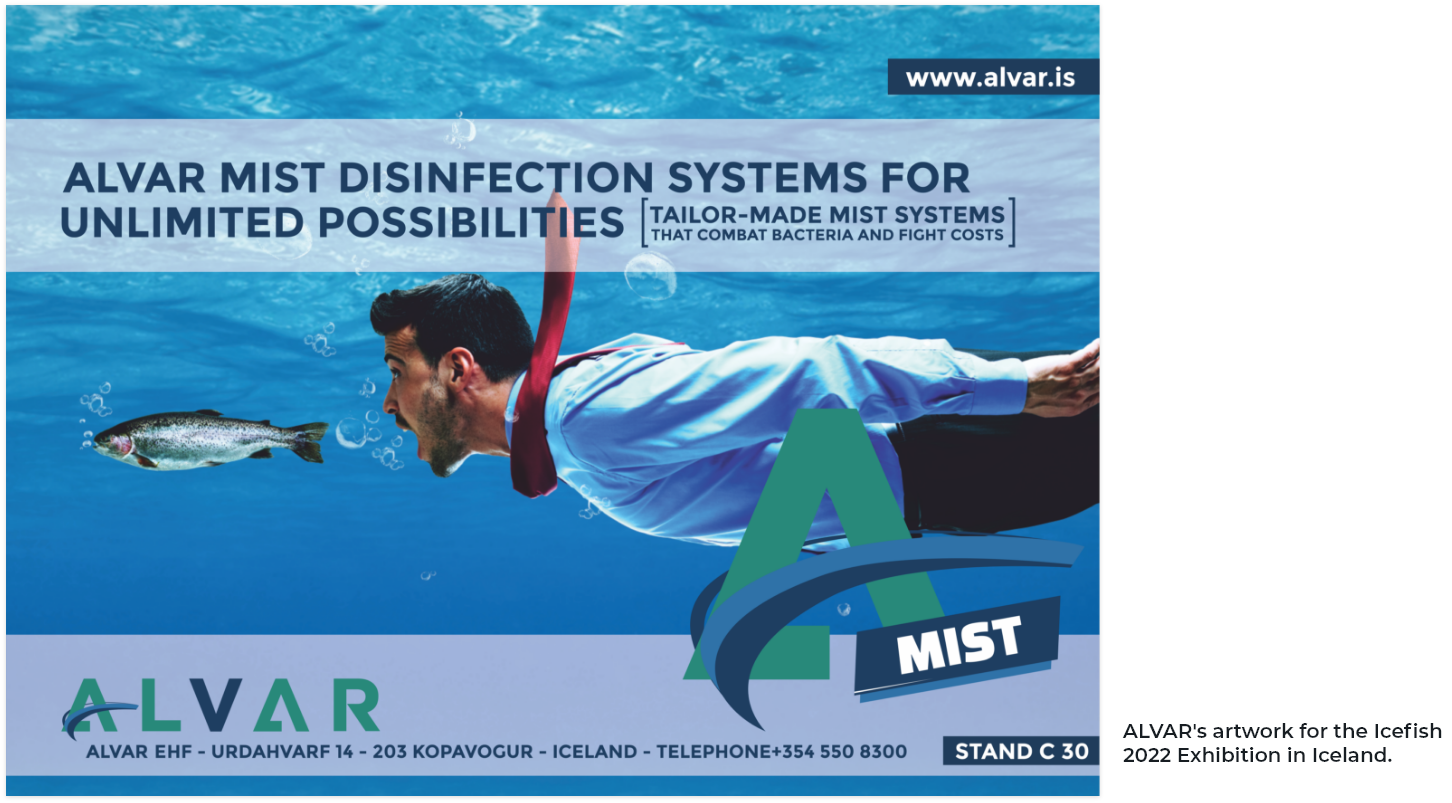 www.alvar.is
ALVAR MIST DISINFECTION SYSTEMS FOR
UNLIMITED POSSIBILITIES [TAILOR-MADE MIST SYSTEMS
THAT COMBAT BACTERIA AND FIGHT COSTS]
A
MIST
ALVAR
ALVAR EHF - URDAHVARF 14 - 203 KOPAVOGUR - ICELAND - TELEPHONE+354 550 8300
STAND C 30
ALVAR's artwork for the Icefish
2022 Exhibition in Iceland.